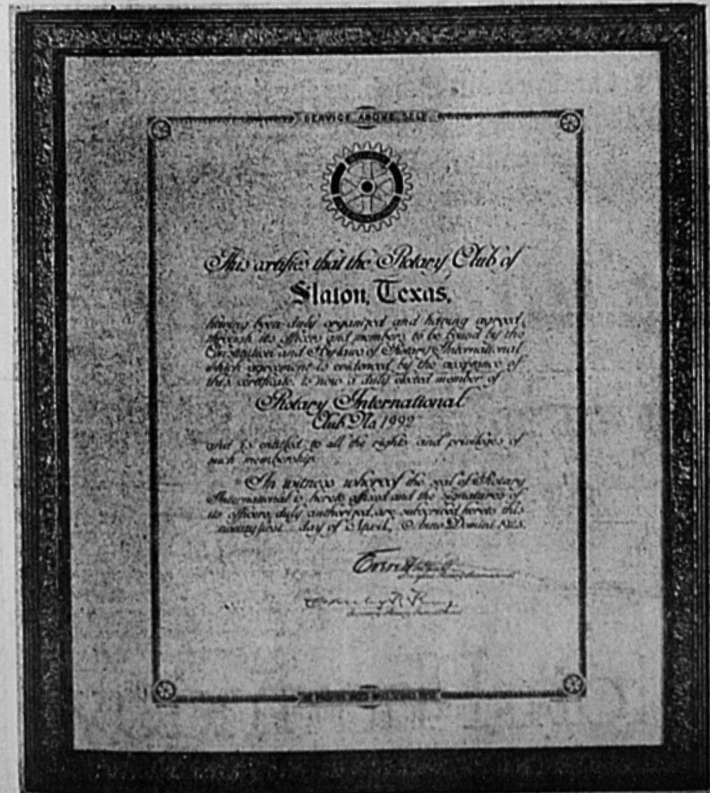 SERVICE ABOVE SELF
This certifies that the Rotary Club of
Slaton, Texas,
having been duly organized and having agreed,
through its officers and members, to be bound by the
Constitution and By-laws of Rotary International
which agreement is evidenced by the acceptance of
this certificate, is now a duly elected member of
Rotary International
Club No. 1992
and is entitled to all the rights and privileges of
such membership
In witness whereof the seal of Rotary
International is hereto affixed and the signatures of
its officers, duly authorized, are subscribed hereto this
day of April, Anno Domini